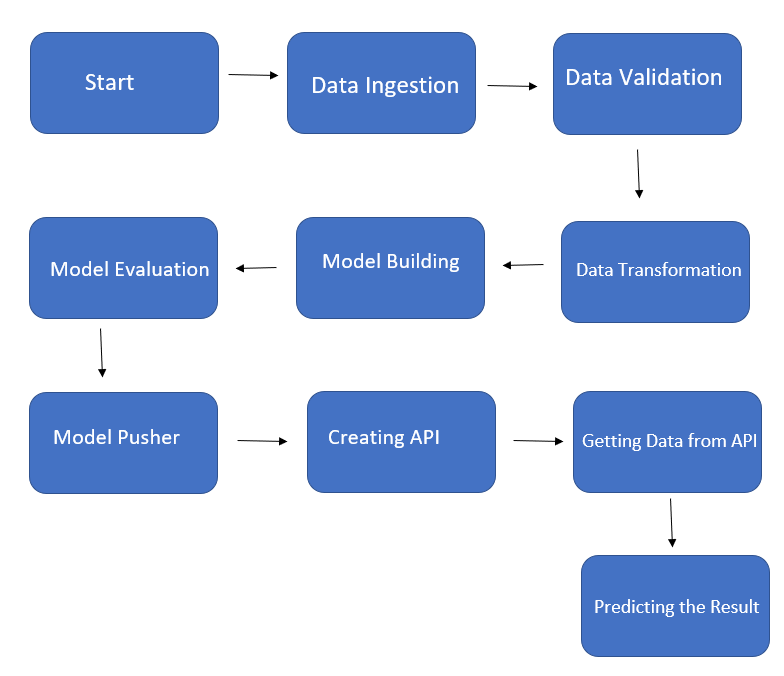 Start
Data Ingestion
Data Validation
Data Transformation
Model Building
Model Evaluation
Model Pusher
Creating API
Getting Data from API
Predicting the Result